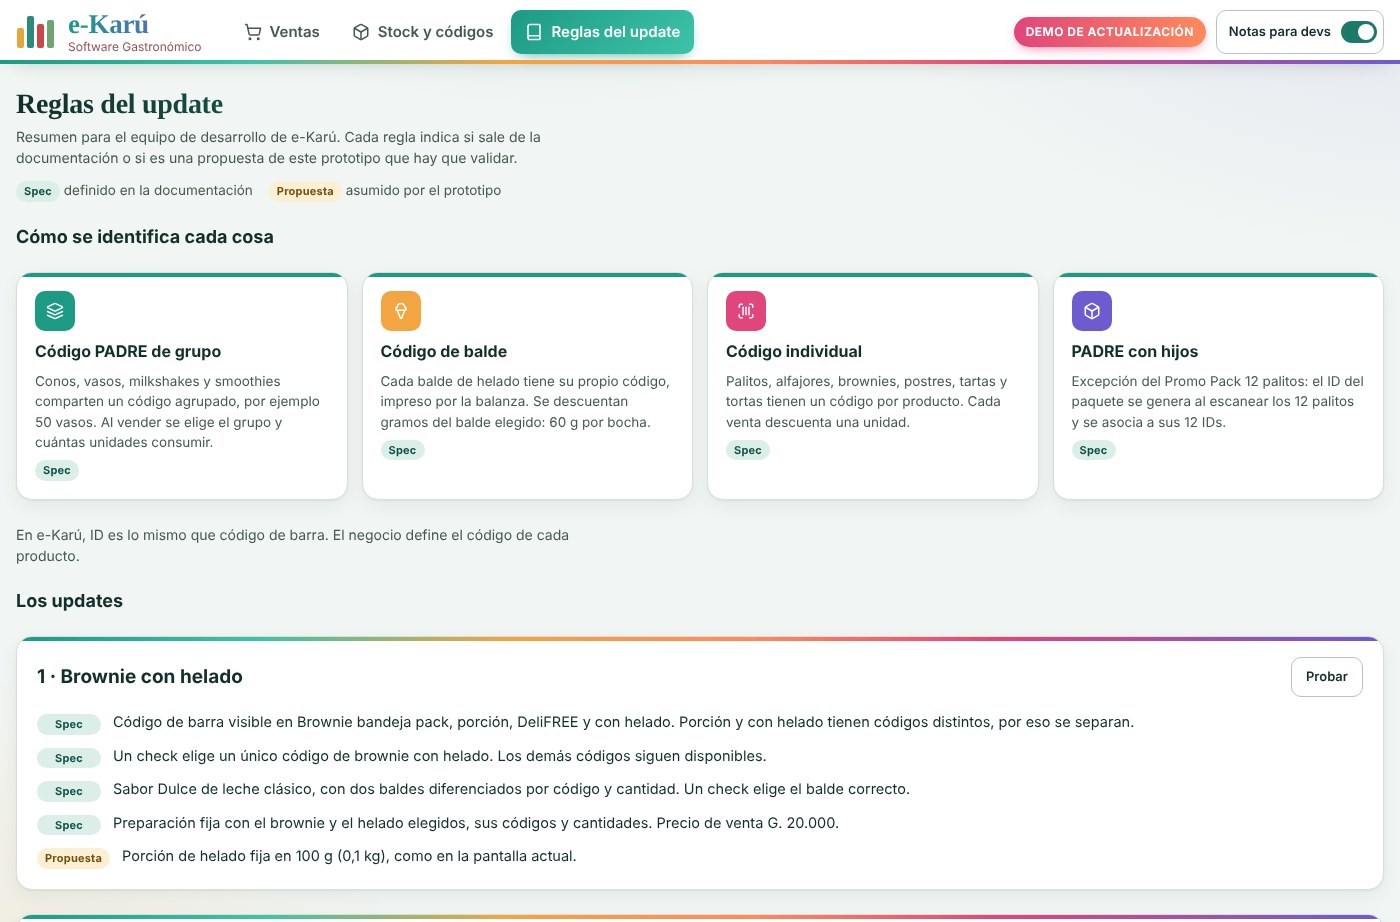 e-Karú
Software Gastronómico
Ventas
Stock y códigos
Reglas del update
DEMO DE ACTUALIZACIÓN
Notas para devs
Reglas del update
Resumen para el equipo de desarrollo de e-Karú. Cada regla indica si sale de la
documentación o si es una propuesta de este prototipo que hay que validar.
Spec definido en la documentación Propuesta asumido por el prototipo
Cómo se identifica cada cosa
Código PADRE de grupo
Conos, vasos, milkshakes y smoothies
comparten un código agrupado, por ejemplo
50 vasos. Al vender se elige el grupo y
cuántas unidades consumir.
Spec
Código de balde
Cada balde de helado tiene su propio código,
impreso por la balanza. Se descuentan
gramos del balde elegido: 60 g por bocha.
Spec
Código individual
Palitos, alfajores, brownies, postres, tartas y
tortas tienen un código por producto. Cada
venta descuenta una unidad.
Spec
PADRE con hijos
Excepción del Promo Pack 12 palitos: el ID del
paquete se genera al escanear los 12 palitos
y se asocia a sus 12 IDs.
Spec
En e-Karú, ID es lo mismo que código de barra. El negocio define el código de cada
producto.
Los updates
1 · Brownie con helado
Probar
Spec Código de barra visible en Brownie bandeja pack, porción, DeliFREE y con helado. Porción y con helado tienen códigos distintos, por eso se separan.
Spec Un check elige un único código de brownie con helado. Los demás códigos siguen disponibles.
Spec Sabor Dulce de leche clásico, con dos baldes diferenciados por código y cantidad. Un check elige el balde correcto.
Spec Preparación fija con el brownie y el helado elegidos, sus códigos y cantidades. Precio de venta G. 20.000.
Propuesta Porción de helado fija en 100 g (0,1 kg), como en la pantalla actual.